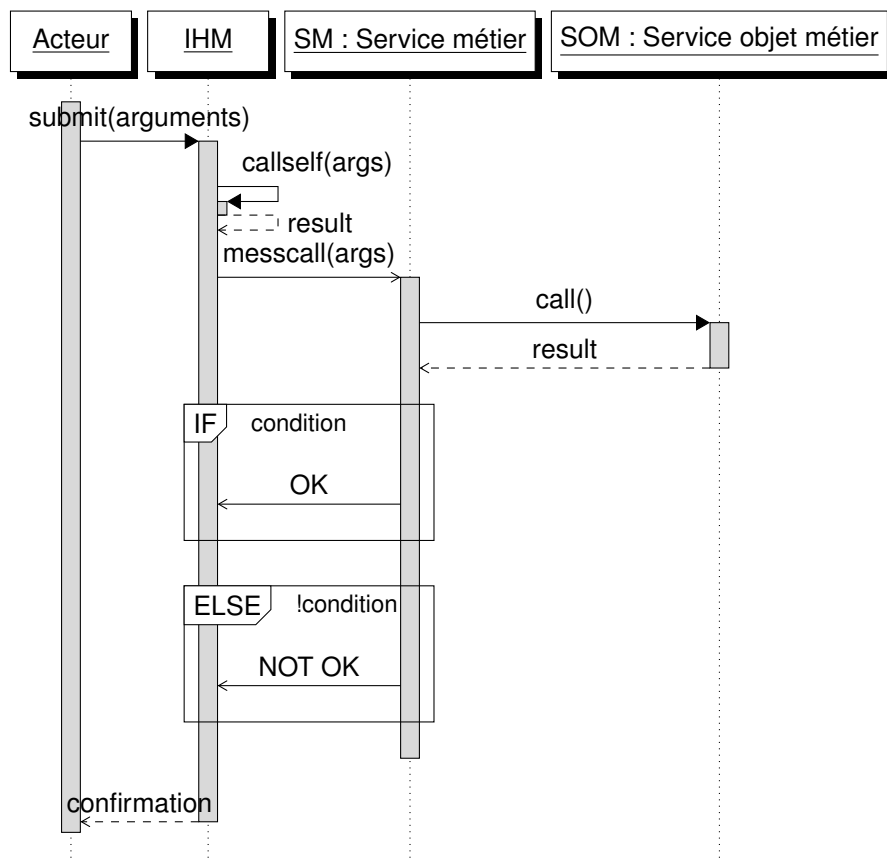 Acteur
IHM
SM : Service métier
SOM : Service objet métier
submit(arguments)
callself(args)
result
messcall(args)
call()
result
IF
condition
OK
ELSE
!condition
NOT OK
confirmation